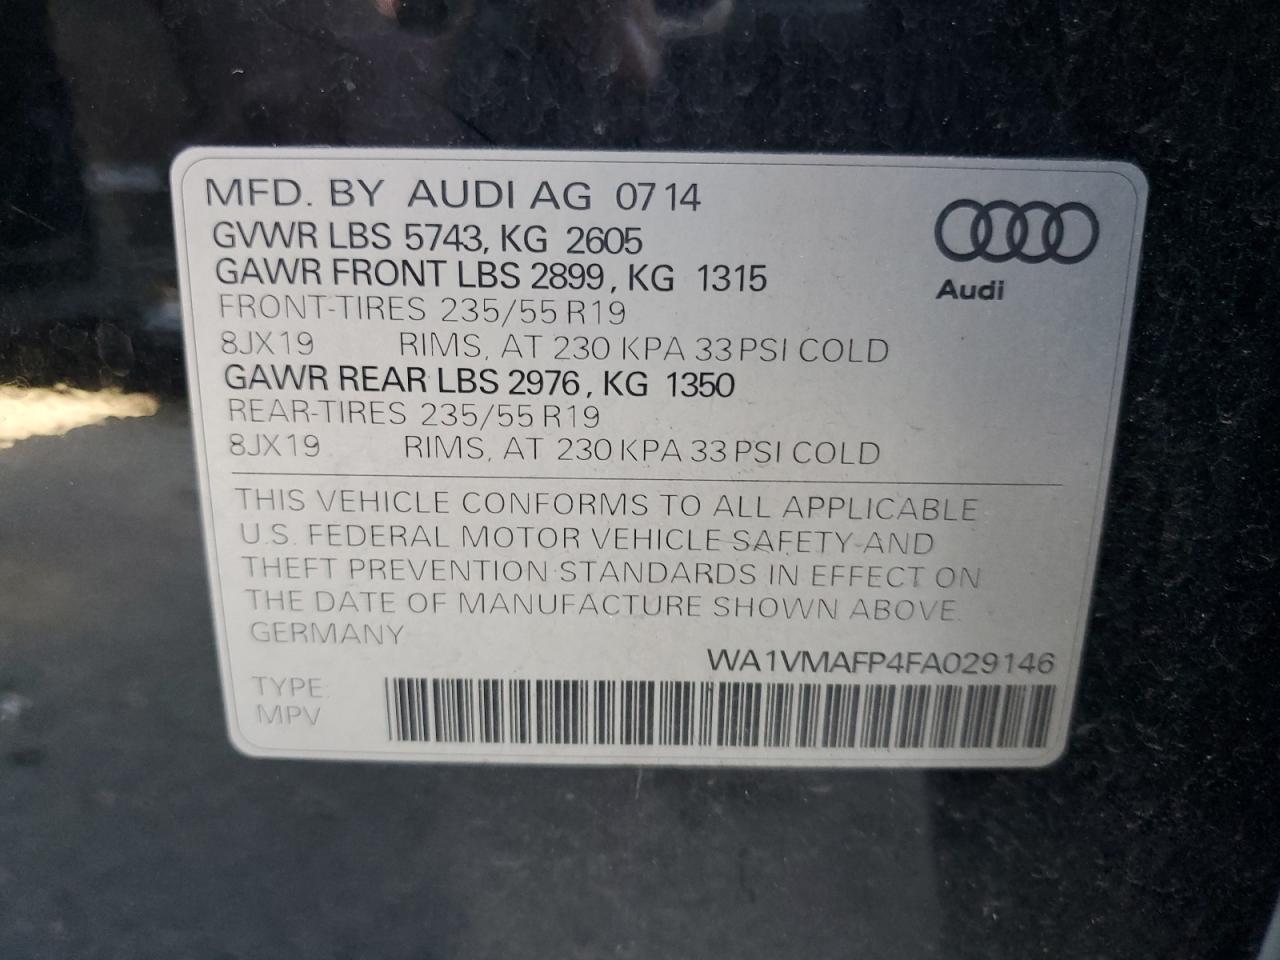 MFD. BY AUDI AG 07 14
GVWR LBS 5743, KG 2605
GAWR FRONT LBS 2899, KG 1315
FRONT-TIRES 235/55 R19
8JX19 RIMS, AT 230 KPA 33 PSI COLD
GAWR REAR LBS 2976, KG 1350
REAR-TIRES 235/55 R19
8JX19 RIMS, AT 230 KPA 33 PSI COLD
Audi
THIS VEHICLE CONFORMS TO ALL APPLICABLE
U.S. FEDERAL MOTOR VEHICLE SAFETY AND
THEFT PREVENTION STANDARDS IN EFFECT ON
THE DATE OF MANUFACTURE SHOWN ABOVE.
GERMANY
WA1VMAFP4FA029146
TYPE:
MPV